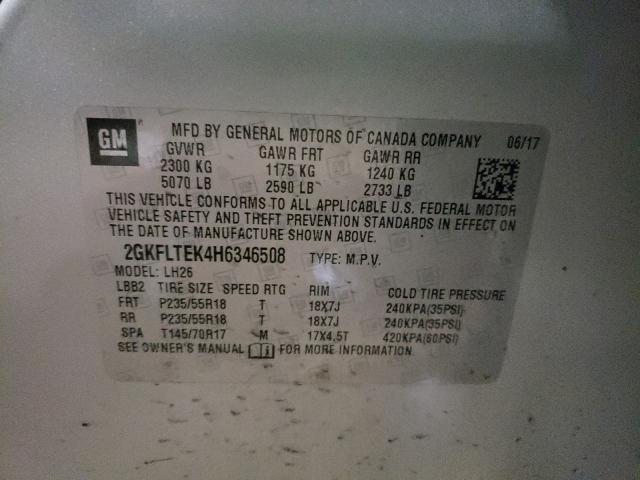 GM MFD BY GENERAL MOTORS OF CANADA COMPANY 06/17
GVWR GAWR FRT GAWR RR
2300 KG 1175 KG 1240 KG
5070 LB 2590 LB 2733 LB
THIS VEHICLE CONFORMS TO ALL APPLICABLE U.S. FEDERAL MOTOR
VEHICLE SAFETY AND THEFT PREVENTION STANDARDS IN EFFECT ON
THE DATE OF MANUFACTURE SHOWN ABOVE.
2GKFLTEK4H6346508 TYPE: M.P.V.
MODEL: LH26
LBB2 TIRE SIZE SPEED RTG RIM COLD TIRE PRESSURE
FRT P235/55R18 T 18X7J 240KPA(35PSI)
RR P235/55R18 T 18X7J 240KPA(35PSI)
SPA T145/70R17 M 17X4.5T 420KPA(60PSI)
SEE OWNER'S MANUAL FOR MORE INFORMATION